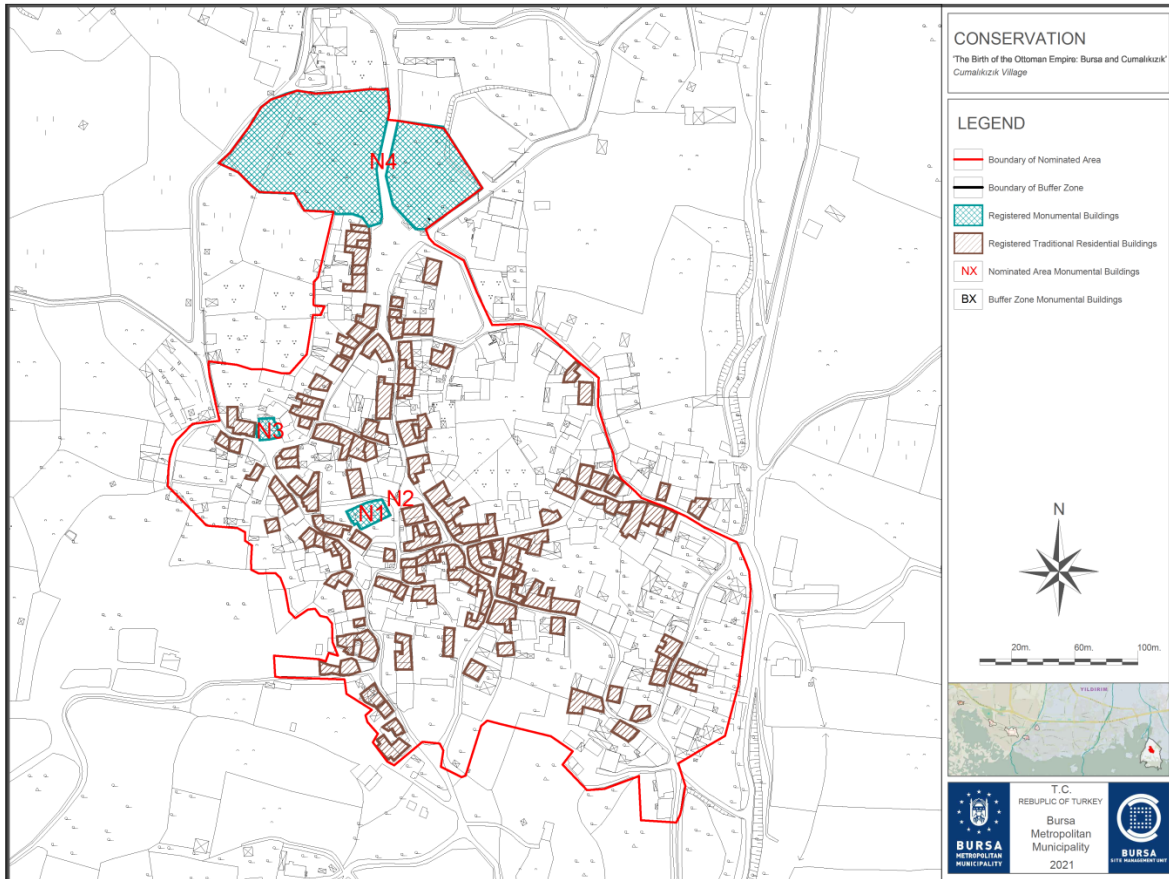 CONSERVATION
'The Birth of the Ottoman Empire: Bursa and Cumalıkızık'
Cumalıkızık Village
LEGEND
Boundary of Nominated Area
Boundary of Buffer Zone
Registered Monumental Buildings
Registered Traditional Residential Buildings
NX Nominated Area Monumental Buildings
BX Buffer Zone Monumental Buildings
N4
N3
N2
N1
N
20m. 60m. 100m.
YILDIRIM
BURSA
METROPOLITAN
MUNICIPALITY
T.C.
REBUPLIC OF TURKEY
Bursa
Metropolitan
Municipality
2021
BURSA
SITE MANAGEMENT UNIT